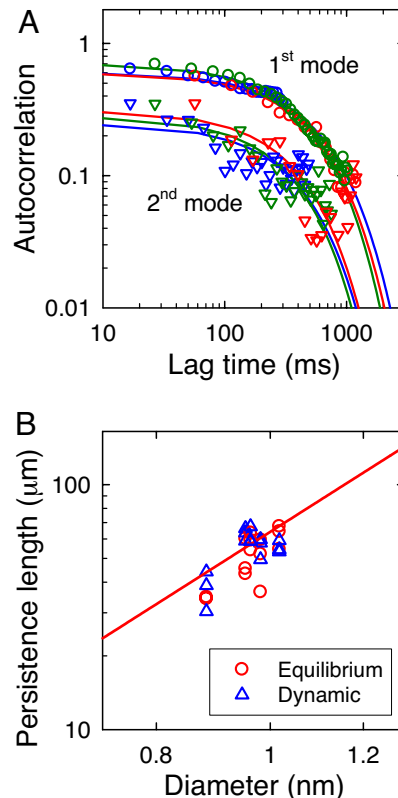 A
1
1st mode
Autocorrelation
0.1
2nd mode
0.01
10 100 1000
Lag time (ms)
B
100
Persistence length (μm)
10
Equilibrium
Dynamic
0.8 1 1.2
Diameter (nm)